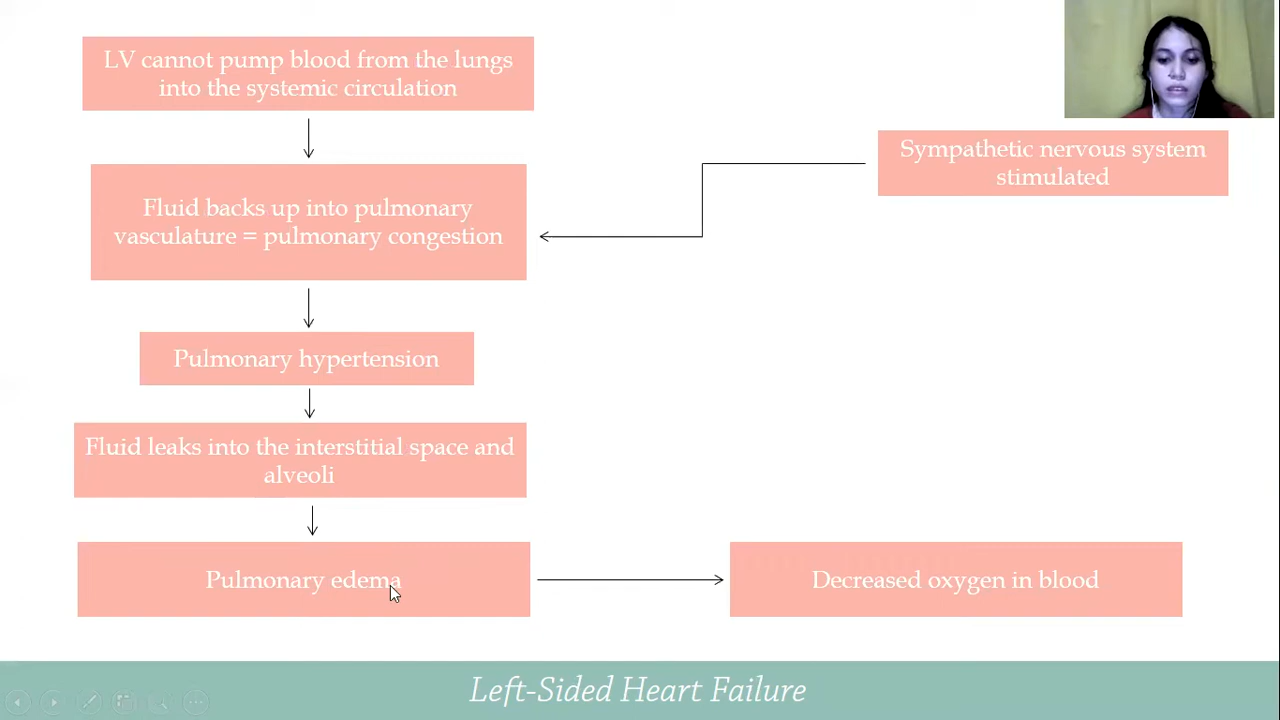 LV cannot pump blood from the lungs
into the systemic circulation
Sympathetic nervous system
stimulated
Fluid backs up into pulmonary
vasculature = pulmonary congestion
Pulmonary hypertension
Fluid leaks into the interstitial space and
alveoli
Pulmonary edema
Decreased oxygen in blood
Left-Sided Heart Failure